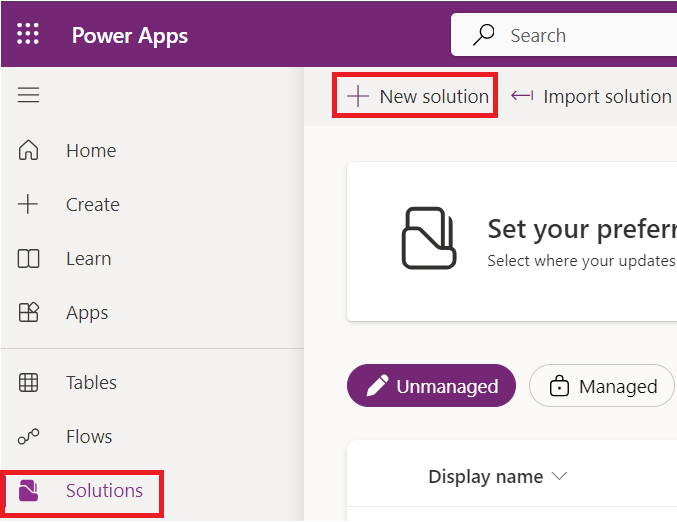 Power Apps
Search
New solution
Import solution
Home
Create
Learn
Apps
Tables
Flows
Solutions
Set your preferr
Select where your updates
Unmanaged
Managed
Display name